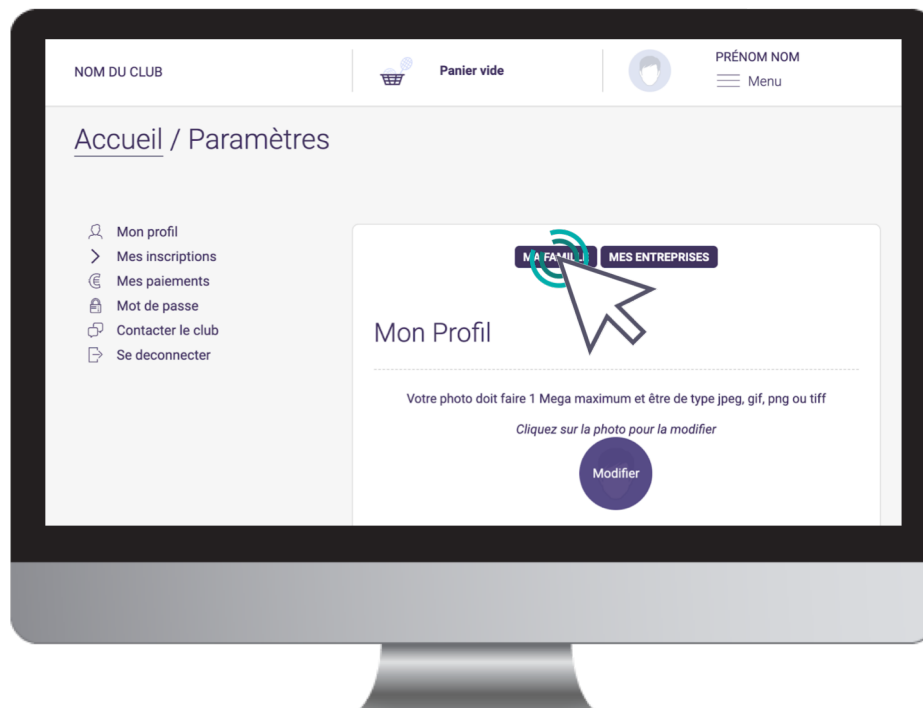 NOM DU CLUB
Panier vide
PRÉNOM NOM
Menu
Accueil / Paramètres
Mon profil
Mes inscriptions
Mes paiements
Mot de passe
Contacter le club
Se deconnecter
MA FAMILLE MES ENTREPRISES
Mon Profil
Votre photo doit faire 1 Mega maximum et être de type jpeg, gif, png ou tiff
Cliquez sur la photo pour la modifier
Modifier